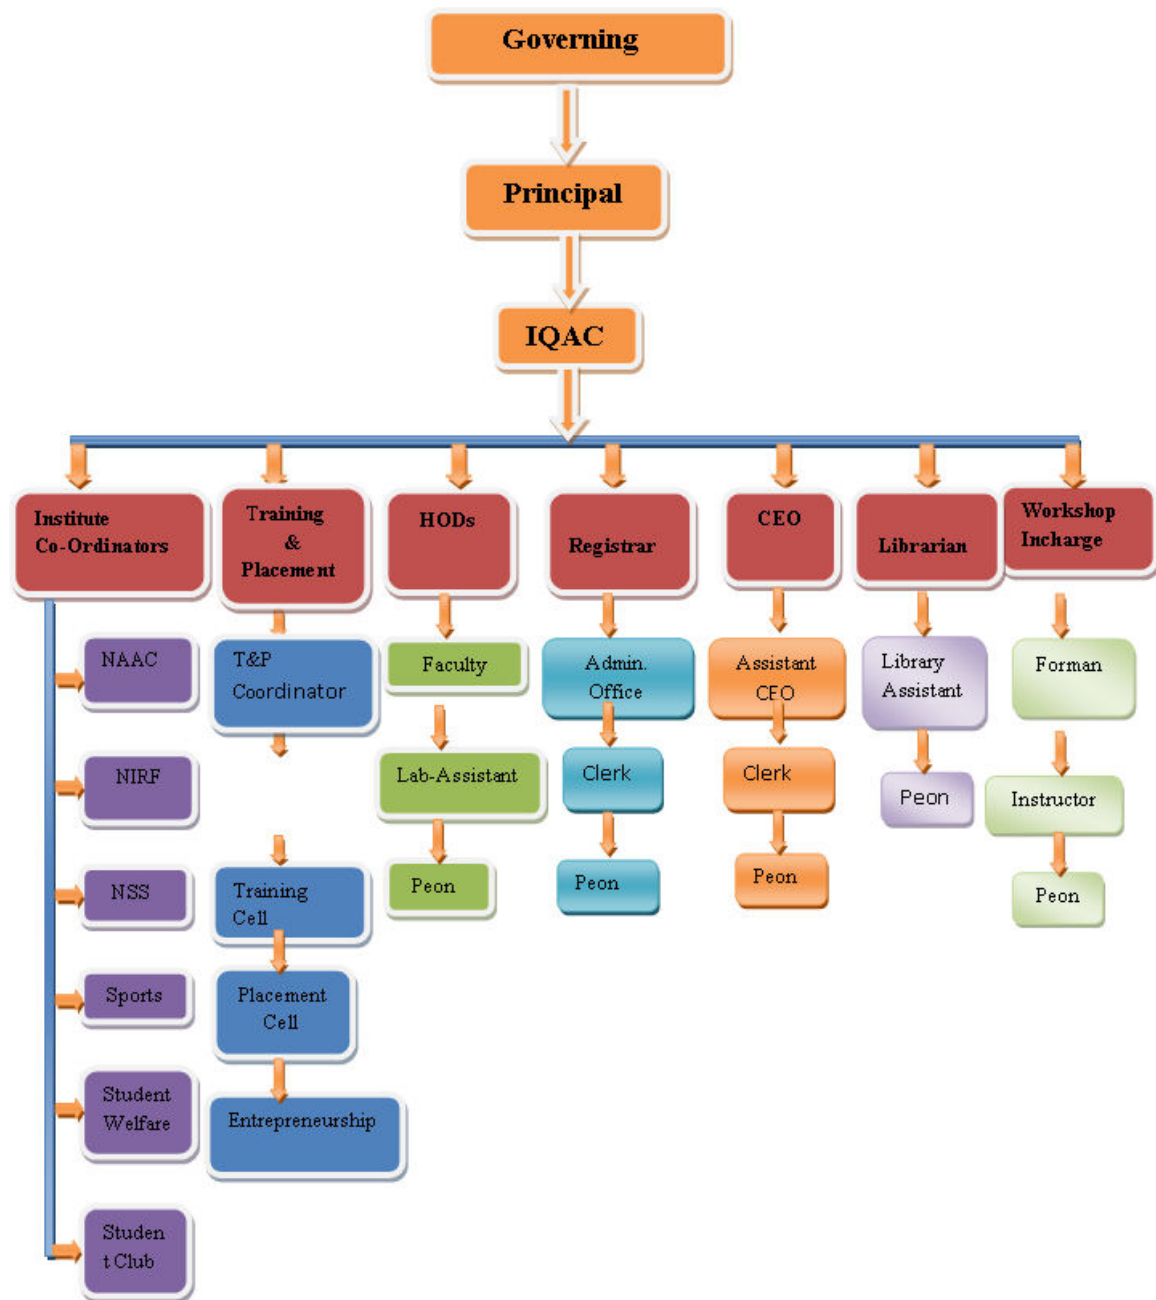 Governing
Principal
IQAC
Institute
Co-Ordinators
Training
&
Placement
HODs
Registrar
CEO
Librarian
Workshop
Incharge
NAAC
NIRF
NSS
Sports
Student
Welfare
Studen
t Club
T&P
Coordinator
Training
Cell
Placement
Cell
Entrepreneurship
Faculty
Lab-Assistant
Peon
Admin.
Office
Clerk
Peon
Assistant
CEO
Clerk
Peon
Library
Assistant
Peon
Forman
Instructor
Peon